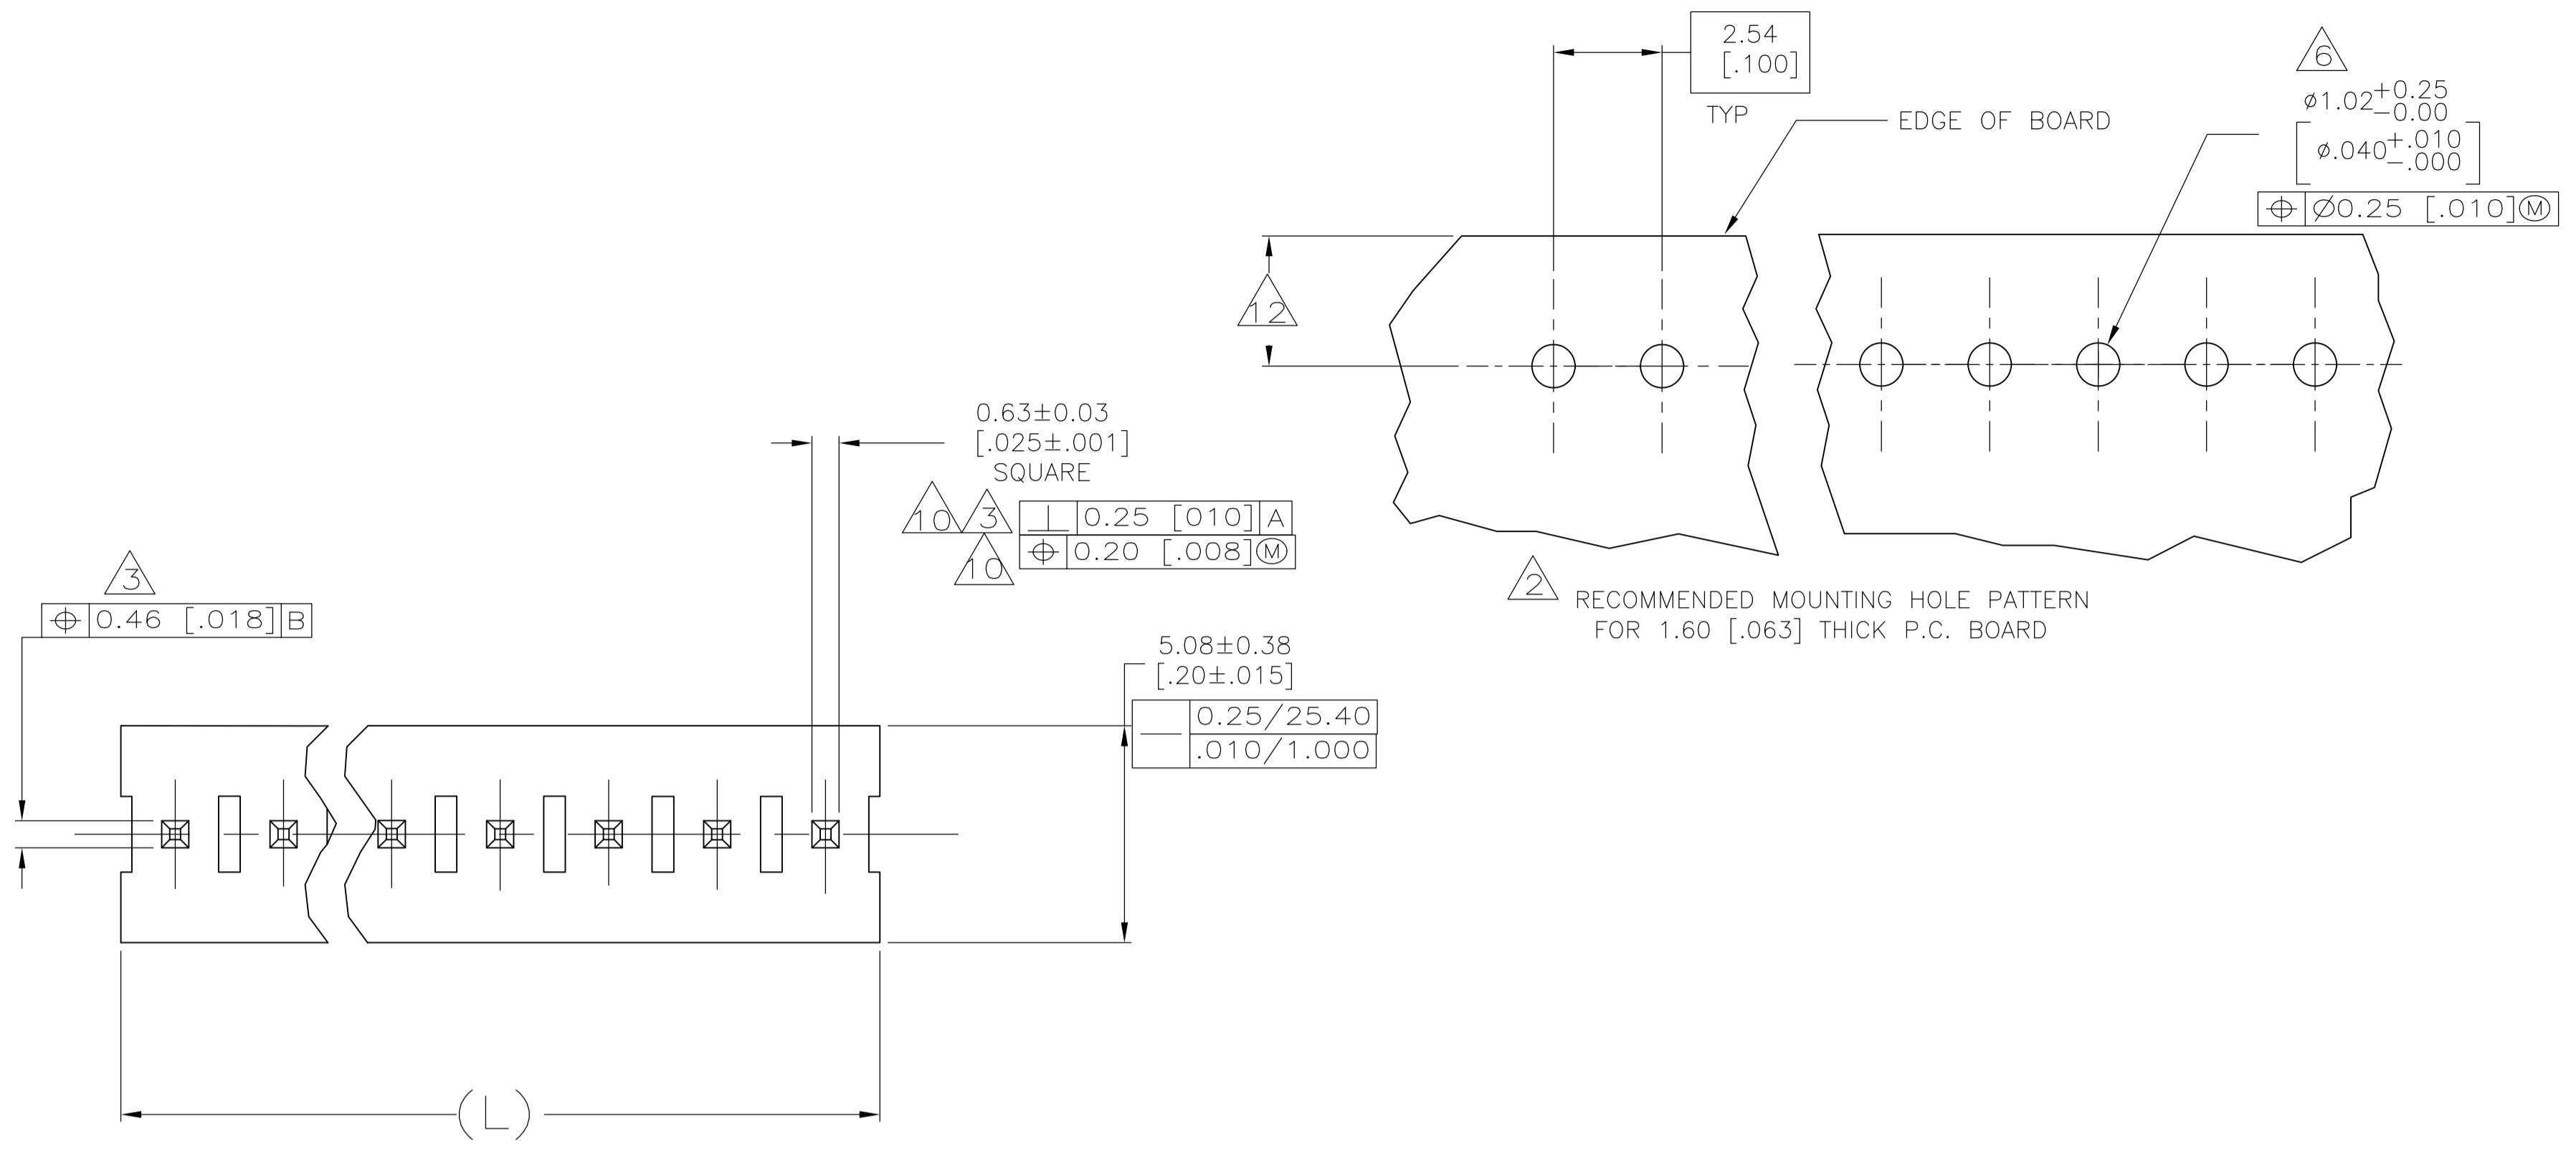 2.54
[.100]
TYP
EDGE OF BOARD
6
⌀1.02+0.25
−0.00
[⌀.040+.010
−.000]
⌖ ⌀0.25 [.010]Ⓜ
12
0.63±0.03
[.025±.001]
SQUARE
10 3 ⊥ 0.25 [010] A
10 ⌖ 0.20 [.008]Ⓜ
3
⌖ 0.46 [.018] B
2 RECOMMENDED MOUNTING HOLE PATTERN
FOR 1.60 [.063] THICK P.C. BOARD
5.08±0.38
[.20±.015]
⏤ 0.25/25.40
.010/1.000
(L)